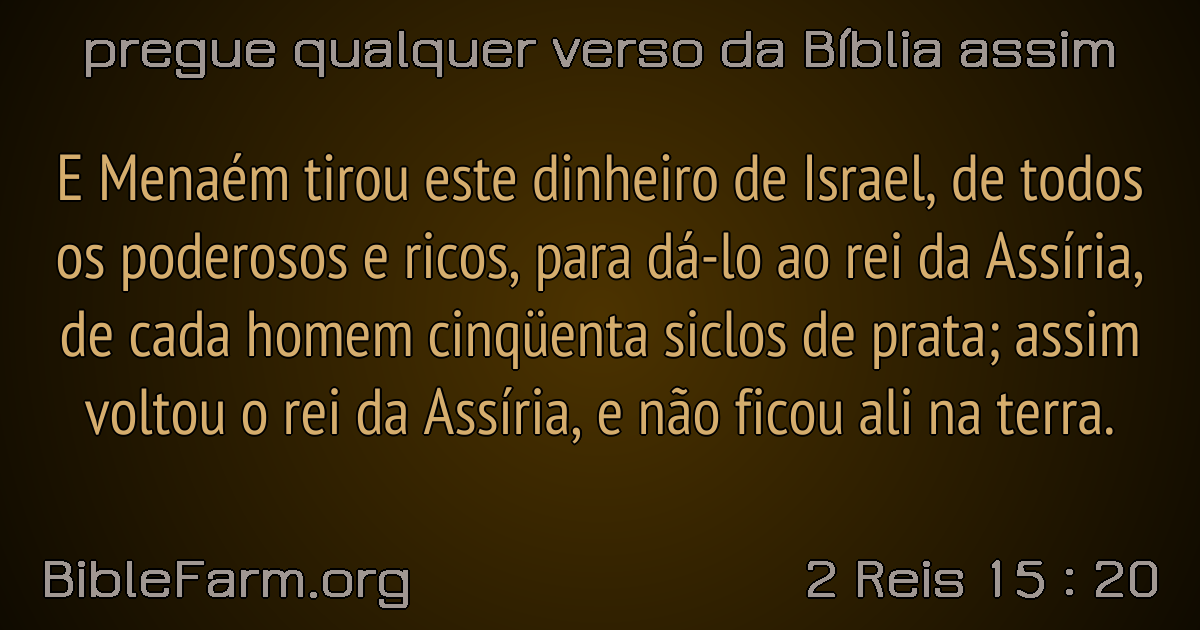 pregue qualquer verso da Bíblia assim
E Menaém tirou este dinheiro de Israel, de todos
os poderosos e ricos, para dá-lo ao rei da Assíria,
de cada homem cinqüenta siclos de prata; assim
voltou o rei da Assíria, e não ficou ali na terra.
BibleFarm.org
2 Reis 15 : 20